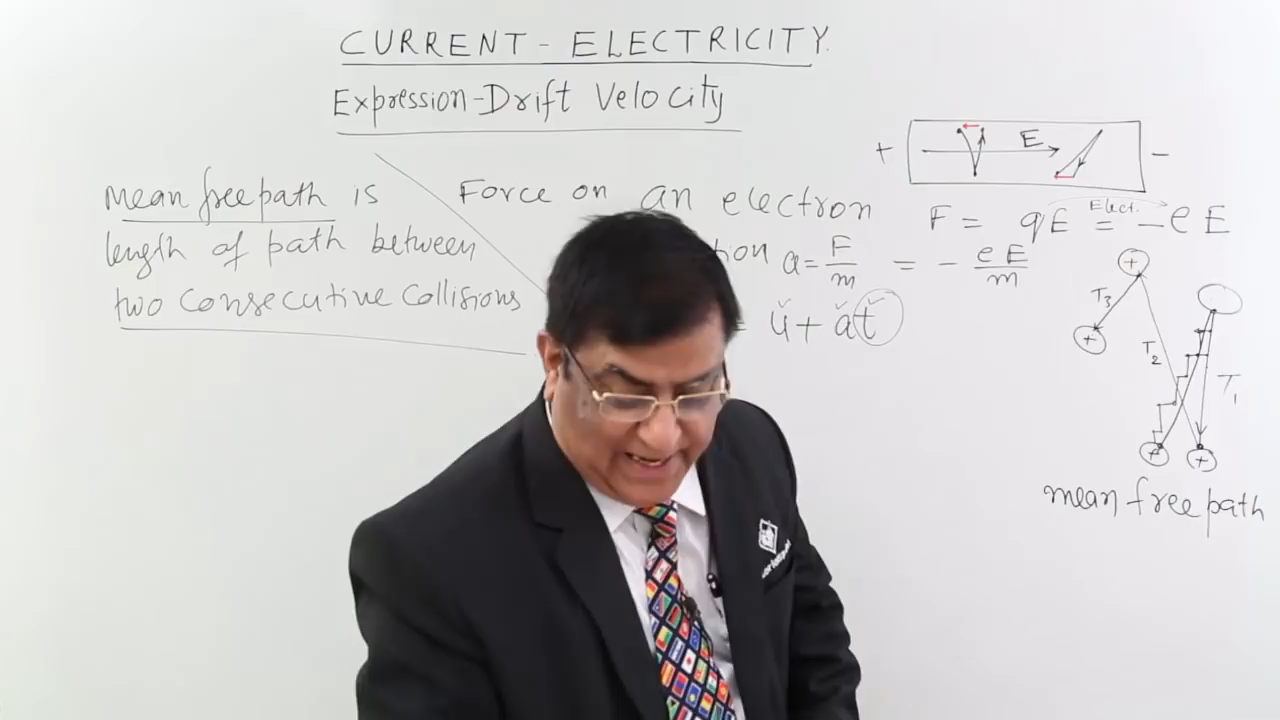 CURRENT - ELECTRICITY
Expression-Drift Velocity
+ E -
Mean free path is
length of path between
two consecutive collisions
Force on an electron F = qE Elect. = -eE
a = F/m = - eE/m
= u + at
+
T3
+
T2
T1
+ +
mean free path